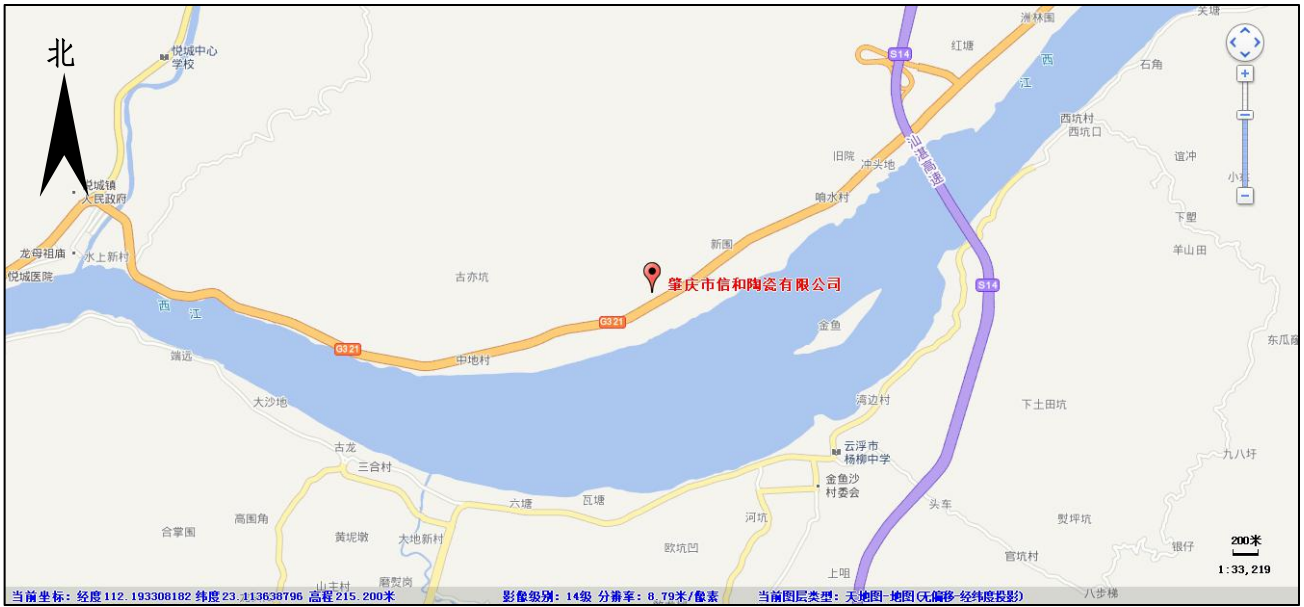 北
悦城中心
学校
洲林围
关塘
红塘
S14
西
江
石角
西坑村
西坑口
谊冲
旧院
冲头地
汕湛高速
悦城镇
人民政府
响水村
下塱
新围
羊山田
龙母祖庙
水上新村
悦城医院
古亦坑
肇庆市信和陶瓷有限公司
S14
西
江
G321
金鱼
G321
中地村
端远
东瓜
大沙地
湾边村
下土田坑
古龙
云浮市
杨柳中学
三合村
九八圩
金鱼沙
村委会
六塘
瓦塘
头车
高围角
河坑
合掌围
黄坭墩
大地新村
欧坑凹
银仔
官坑村
200米
1:33,219
上咀
山主村
八步梯
当前坐标：经度112.193308182 纬度23.113638796 高程215.200米
影像级别：14级 分辨率：8.79米/像素
当前图层类型：天地图-地图(无偏移-经纬度投影)